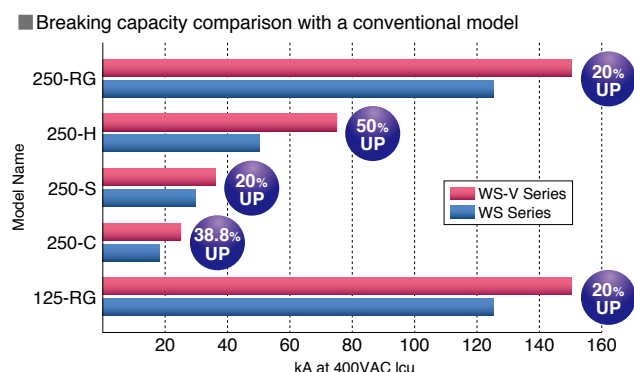 Breaking capacity comparison with a conventional model
Model Name
250-RG
20% UP
250-H
50% UP
250-S
20% UP
250-C
38.8% UP
125-RG
20% UP
WS-V Series
WS Series
20 40 60 80 100 120 140 160
kA at 400VAC Icu